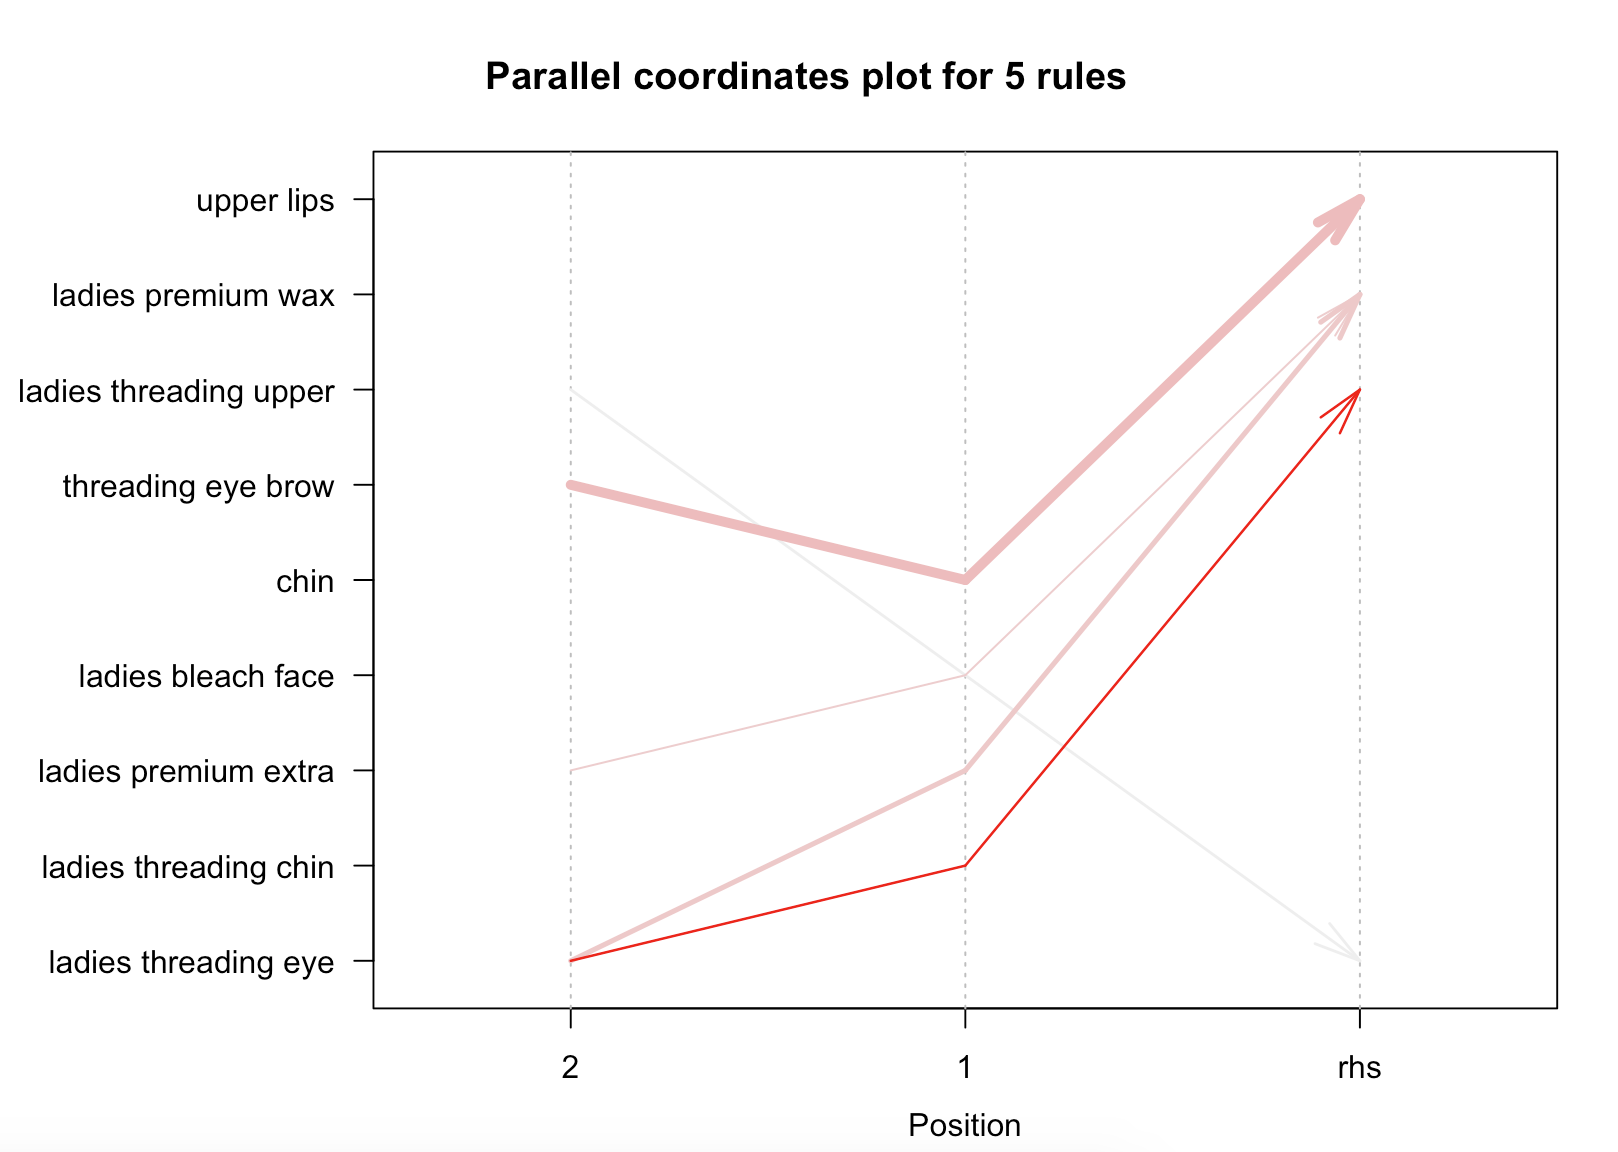 Parallel coordinates plot for 5 rules
upper lips
ladies premium wax
ladies threading upper
threading eye brow
chin
ladies bleach face
ladies premium extra
ladies threading chin
ladies threading eye
2 1 rhs
Position